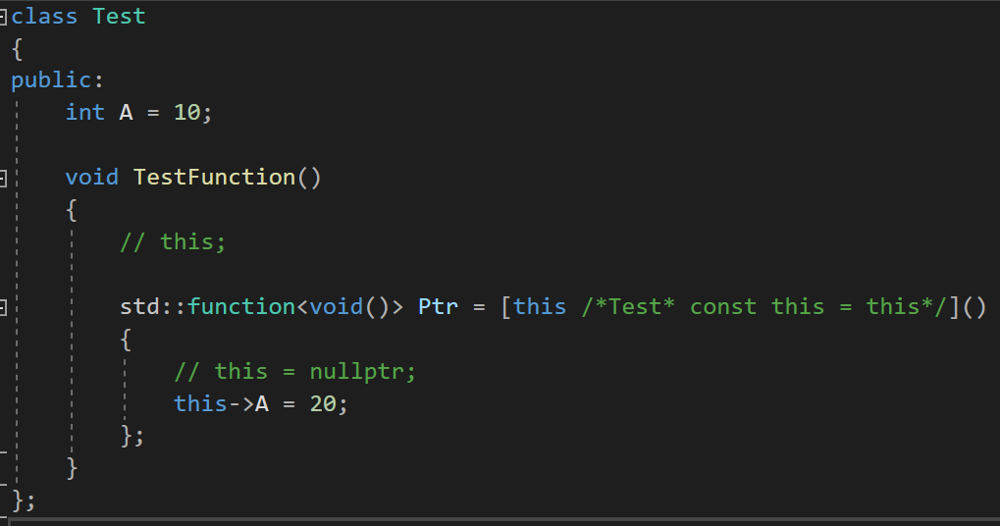 class Test
{
public:
    int A = 10;

    void TestFunction()
    {
        // this;

        std::function<void()> Ptr = [this /*Test* const this = this*/]()
        {
            // this = nullptr;
            this->A = 20;
        };
    }
};